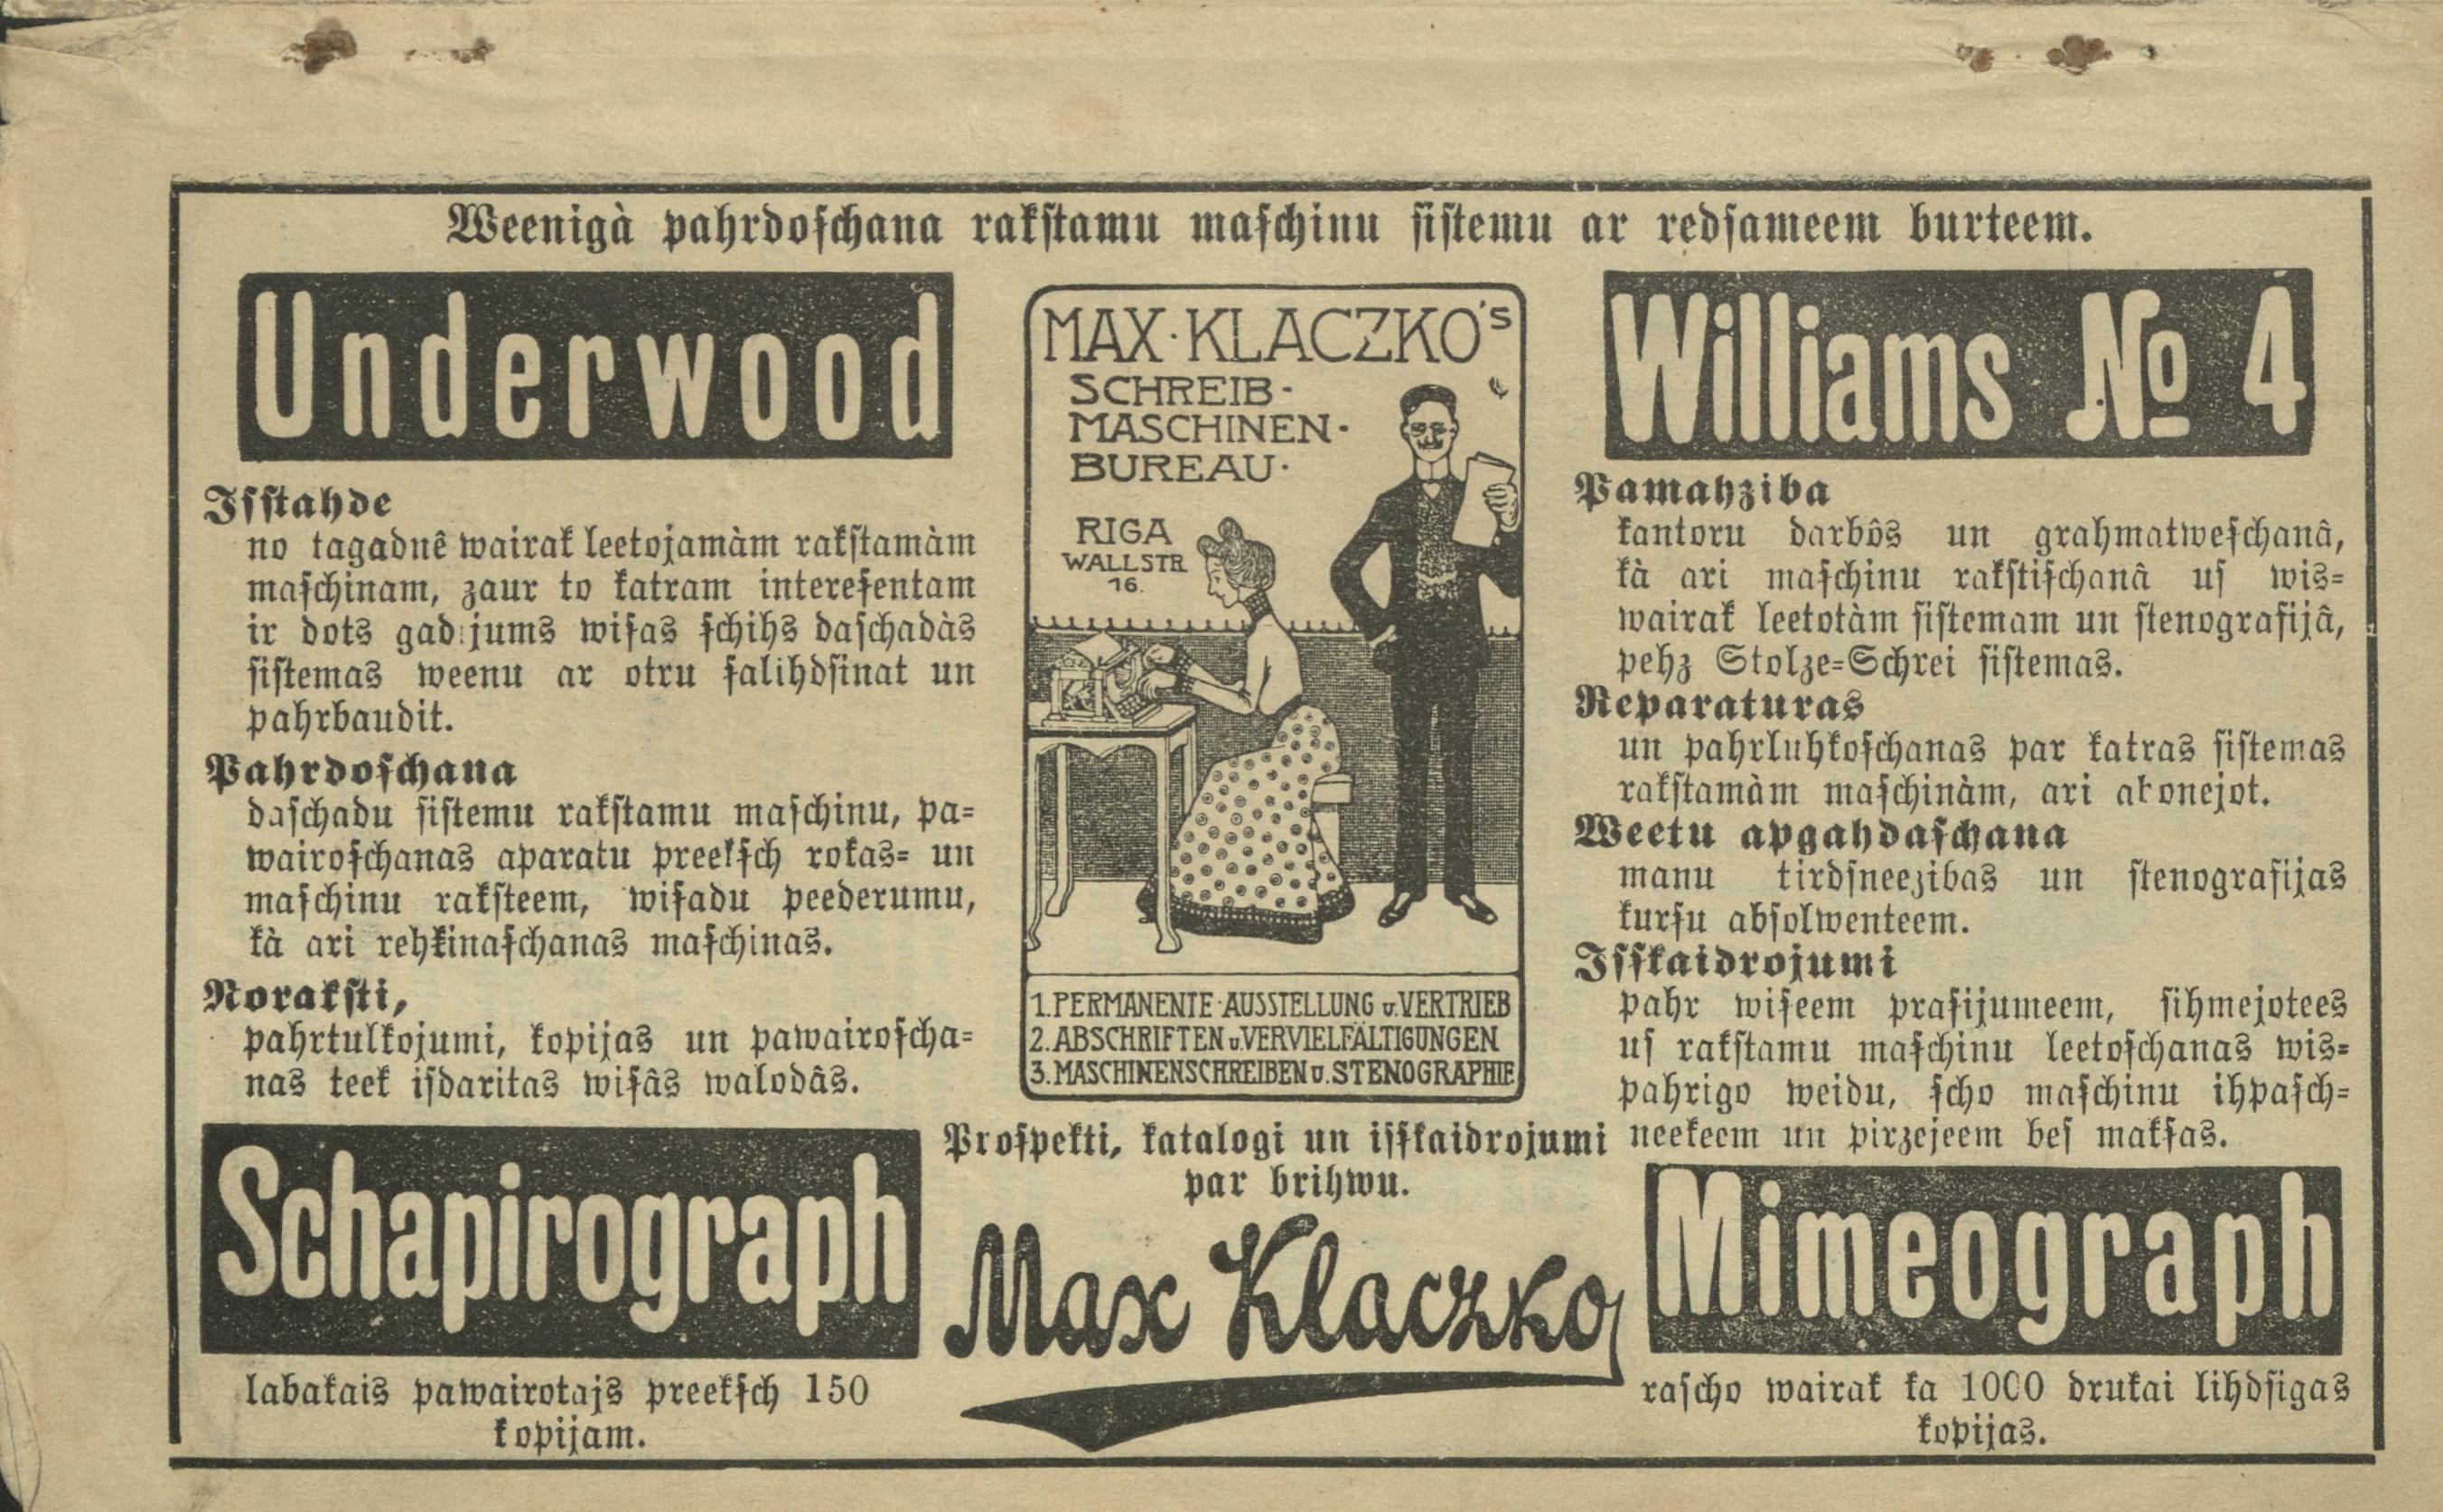 Weenigà pahrdoſchana rakſtamu maſchinu ſiſtemu ar redſameem burteem.
Underwood
Iſſtahde
no tagadnê wairak leetojamàm rakſtamàm
maſchinam, zaur to katram intereſentam
ir dots gadijums wiſas ſchihs daſchadàs
ſiſtemas weenu ar otru ſalihdſinat un
pahrbaudit.
Pahrdoſchana
daſchadu ſiſtemu rakſtamu maſchinu, pa-
wairoſchanas aparatu preekſch rokas- un
maſchinu rakſteem, wiſadu peederumu,
kà ari rehkinaſchanas maſchinas.
Norakſti,
pahrtulkojumi, kopijas un pawairoſcha-
nas teek iſdaritas wiſâs walodâs.
Schapirograph
labakais pawairotajs preekſch 150
kopijam.
MAX·KLACZKO'S
SCHREIB-
MASCHINEN-
BUREAU·
RIGA
WALLSTR
16.
1. PERMANENTE·AUSSTELLUNG u. VERTRIEB
2. ABSCHRIFTEN u. VERVIELFÄLTIGUNGEN
3. MASCHINENSCHREIBEN u. STENOGRAPHIE
Proſpekti, katalogi un iſſkaidrojumi
par brihwu.
Max Klaczko
Williams No 4
Pamahziba
kantoru darbôs un grahmatweſchanâ,
kà ari maſchinu rakſtiſchanâ uſ wis-
wairak leetotàm ſiſtemam un ſtenografijâ,
pehz Stolze-Schrei ſiſtemas.
Reparaturas
un pahrluhkoſchanas par katras ſiſtemas
rakſtamàm maſchinàm, ari abonejot.
Weetu apgahdaſchana
manu tirdſneezibas un ſtenografijas
kurſu abſolwenteem.
Iſſkaidrojumi
pahr wiſeem praſijumeem, ſihmejotees
uſ rakſtamu maſchinu leetoſchanas wis-
pahrigo weidu, ſcho maſchinu ihpaſch-
neekeem un pirzejeem beſ makſas.
Mimeograph
raſcho wairak ka 1000 drukai lihdſigas
kopijas.